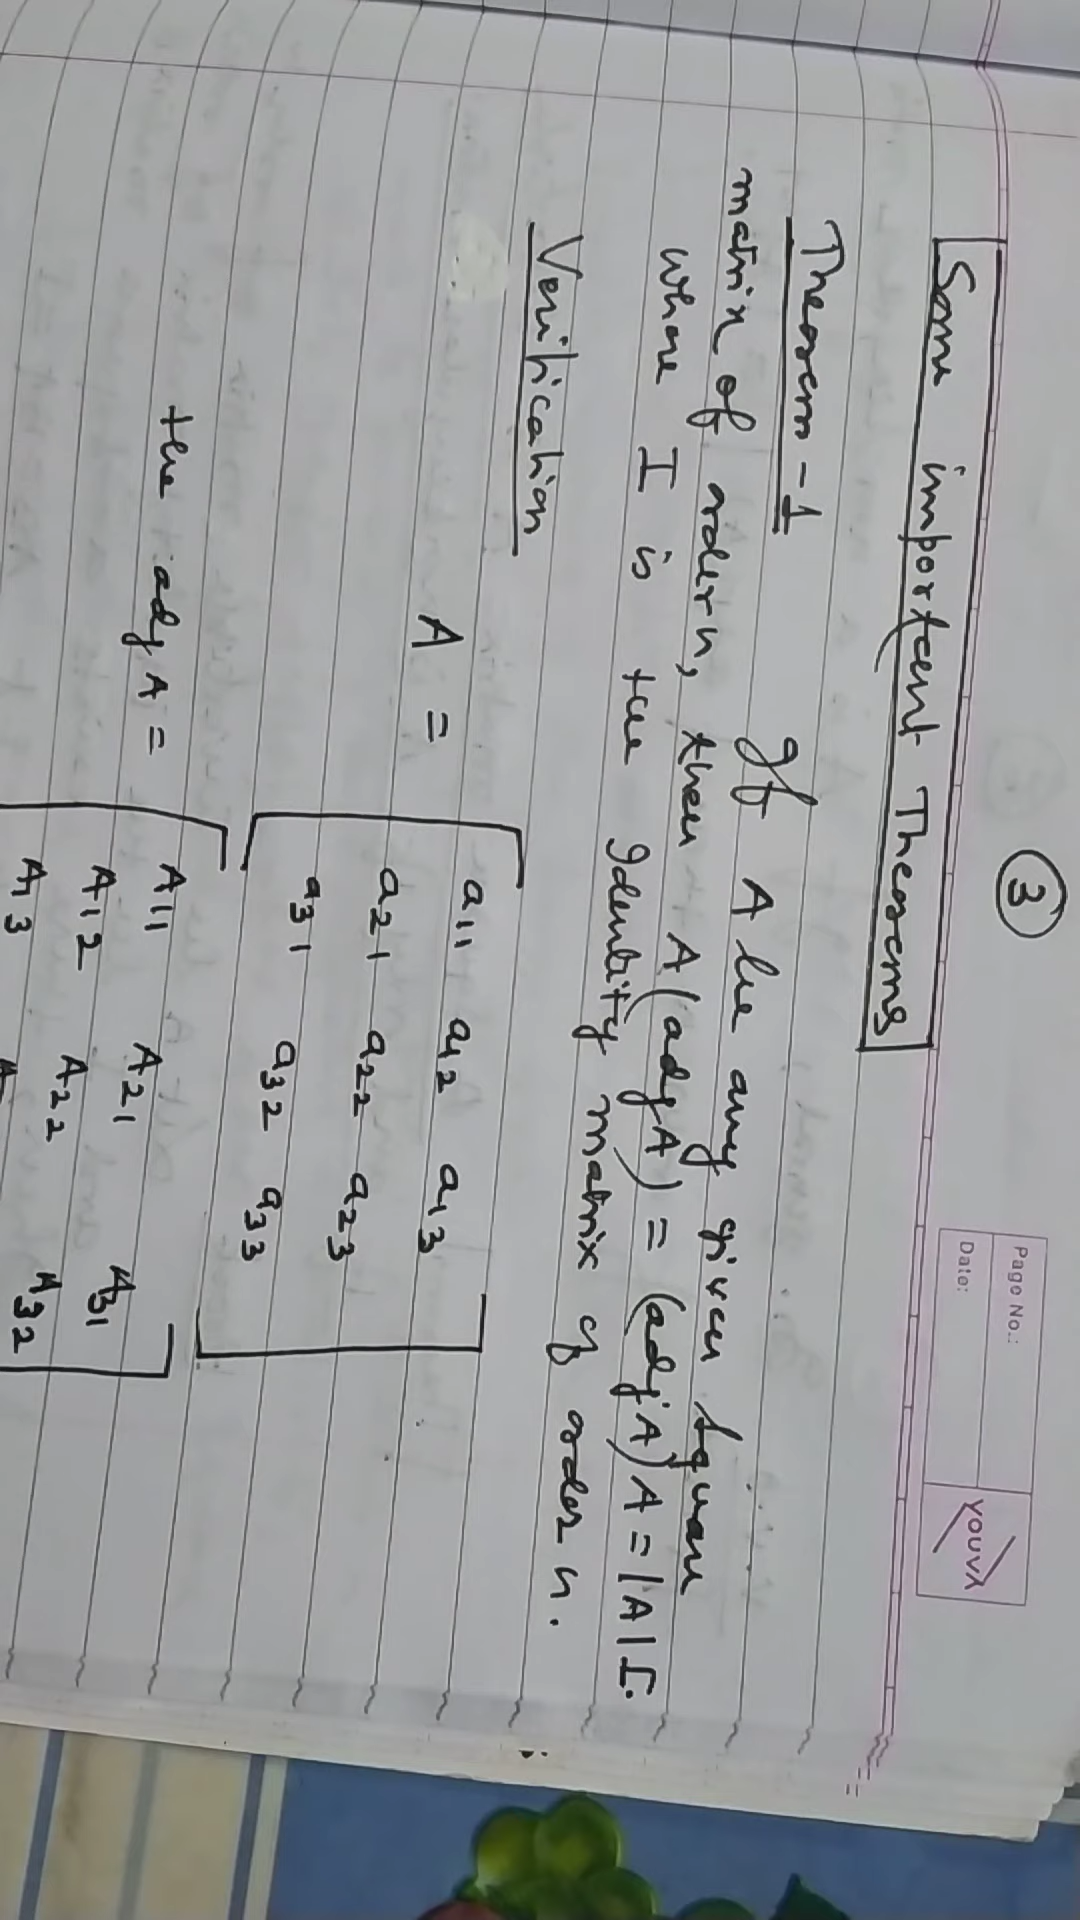 3
Page No.:
Date:
YOUVA
Some important Theorems
Theorem-1 If A be any given square
matrix of order n, then A(adjA) = (adjA)A = |A|I.
where I is the Identity matrix of order n.
Verification
A = a11 a12 a13
a21 a22 a23
a31 a32 a33
the adj A = A11 A21 A31
A12 A22 A32
A13